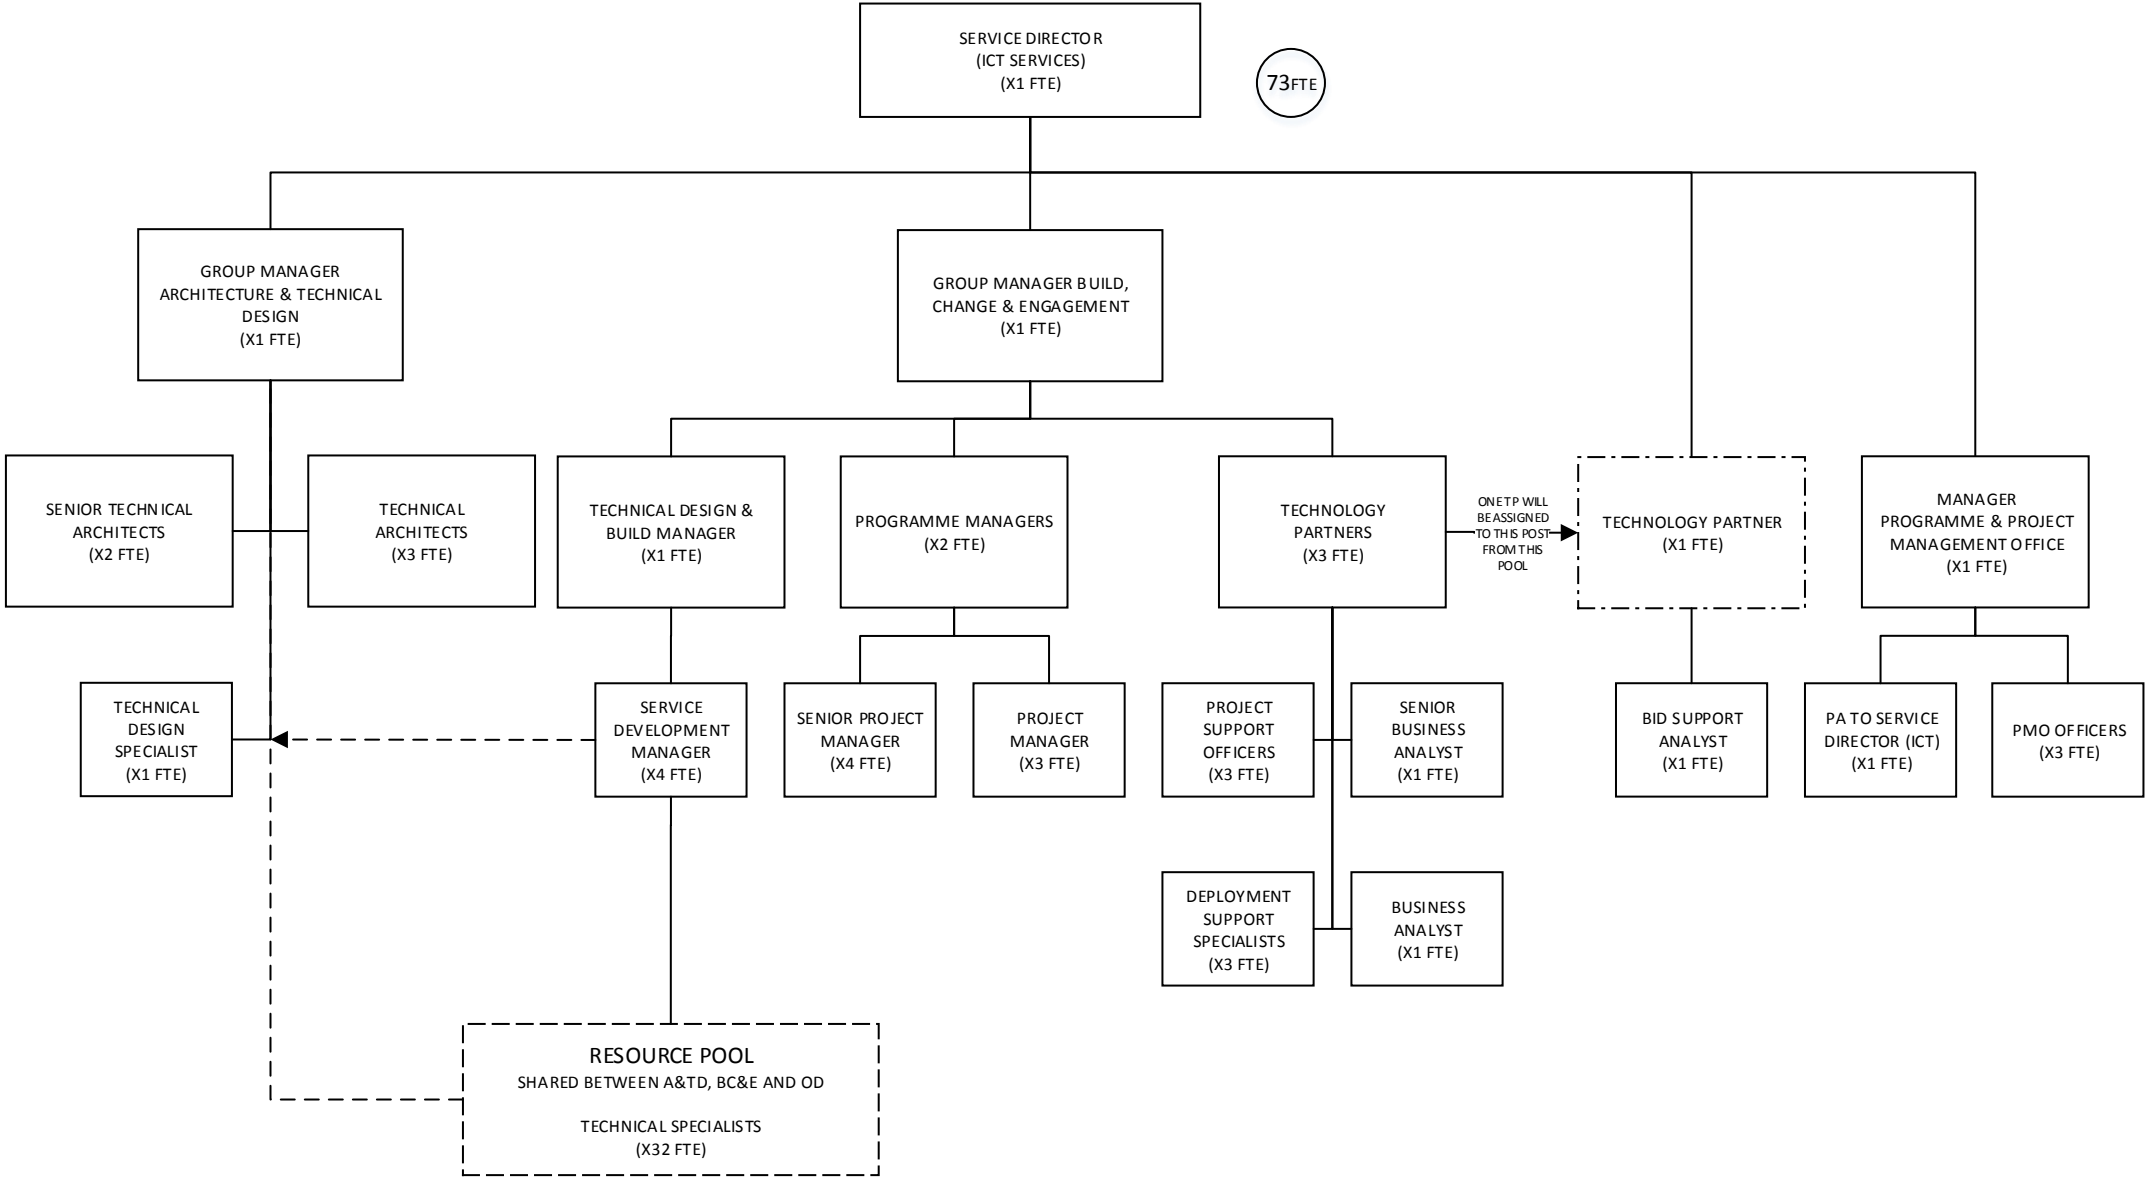 SERVICE DIRECTOR
(ICT SERVICES)
(X1 FTE)
73FTE
GROUP MANAGER
ARCHITECTURE & TECHNICAL
DESIGN
(X1 FTE)
GROUP MANAGER BUILD,
CHANGE & ENGAGEMENT
(X1 FTE)
SENIOR TECHNICAL
ARCHITECTS
(X2 FTE)
TECHNICAL
ARCHITECTS
(X3 FTE)
TECHNICAL DESIGN &
BUILD MANAGER
(X1 FTE)
PROGRAMME MANAGERS
(X2 FTE)
TECHNOLOGY
PARTNERS
(X3 FTE)
ONE TP WILL
BE ASSIGNED
TO THIS POST
FROM THIS
POOL
TECHNOLOGY PARTNER
(X1 FTE)
MANAGER
PROGRAMME & PROJECT
MANAGEMENT OFFICE
(X1 FTE)
TECHNICAL
DESIGN
SPECIALIST
(X1 FTE)
SERVICE
DEVELOPMENT
MANAGER
(X4 FTE)
SENIOR PROJECT
MANAGER
(X4 FTE)
PROJECT
MANAGER
(X3 FTE)
PROJECT
SUPPORT
OFFICERS
(X3 FTE)
SENIOR
BUSINESS
ANALYST
(X1 FTE)
BID SUPPORT
ANALYST
(X1 FTE)
PA TO SERVICE
DIRECTOR (ICT)
(X1 FTE)
PMO OFFICERS
(X3 FTE)
DEPLOYMENT
SUPPORT
SPECIALISTS
(X3 FTE)
BUSINESS
ANALYST
(X1 FTE)
RESOURCE POOL
SHARED BETWEEN A&TD, BC&E AND OD
TECHNICAL SPECIALISTS
(X32 FTE)